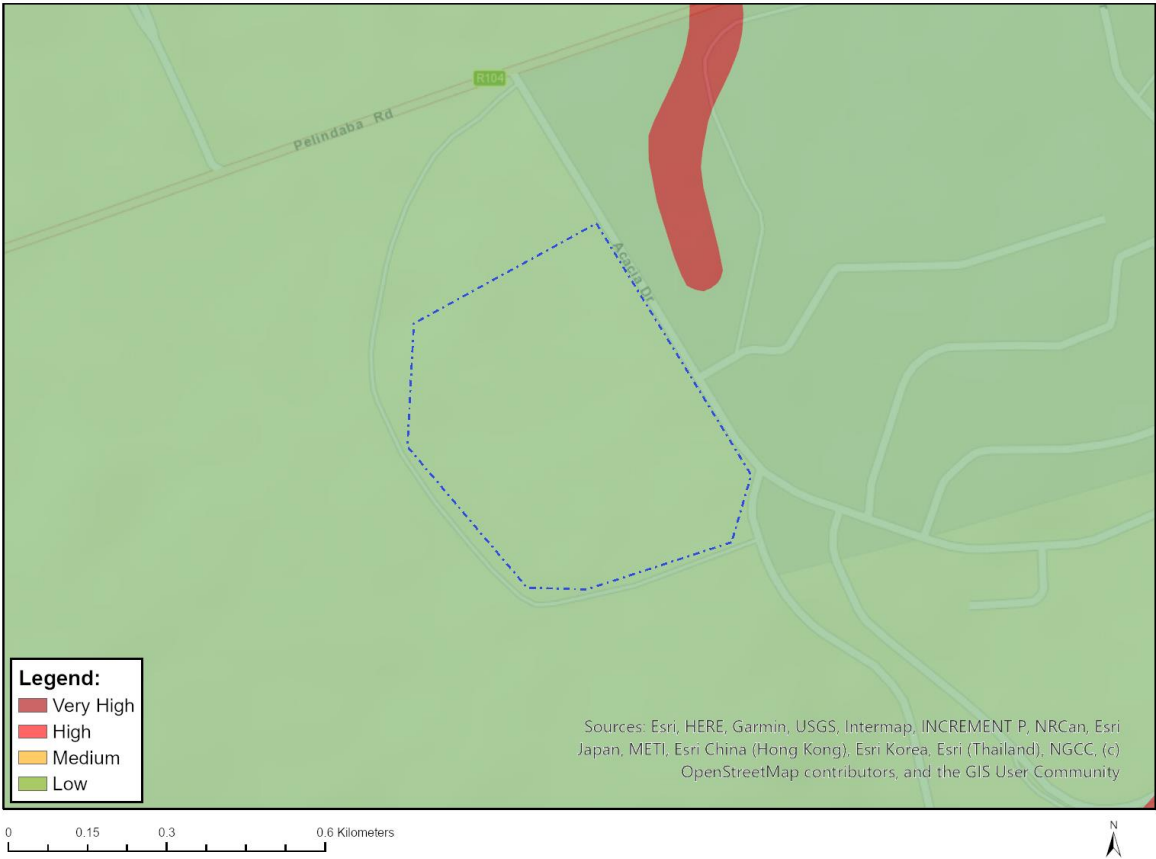 R104
Pelindaba Rd
Acacia Dr
Legend:
Very High
High
Medium
Low
Sources: Esri, HERE, Garmin, USGS, Intermap, INCREMENT P, NRCan, Esri
Japan, METI, Esri China (Hong Kong), Esri Korea, Esri (Thailand), NGCC, (c)
OpenStreetMap contributors, and the GIS User Community
0 0.15 0.3 0.6 Kilometers
N